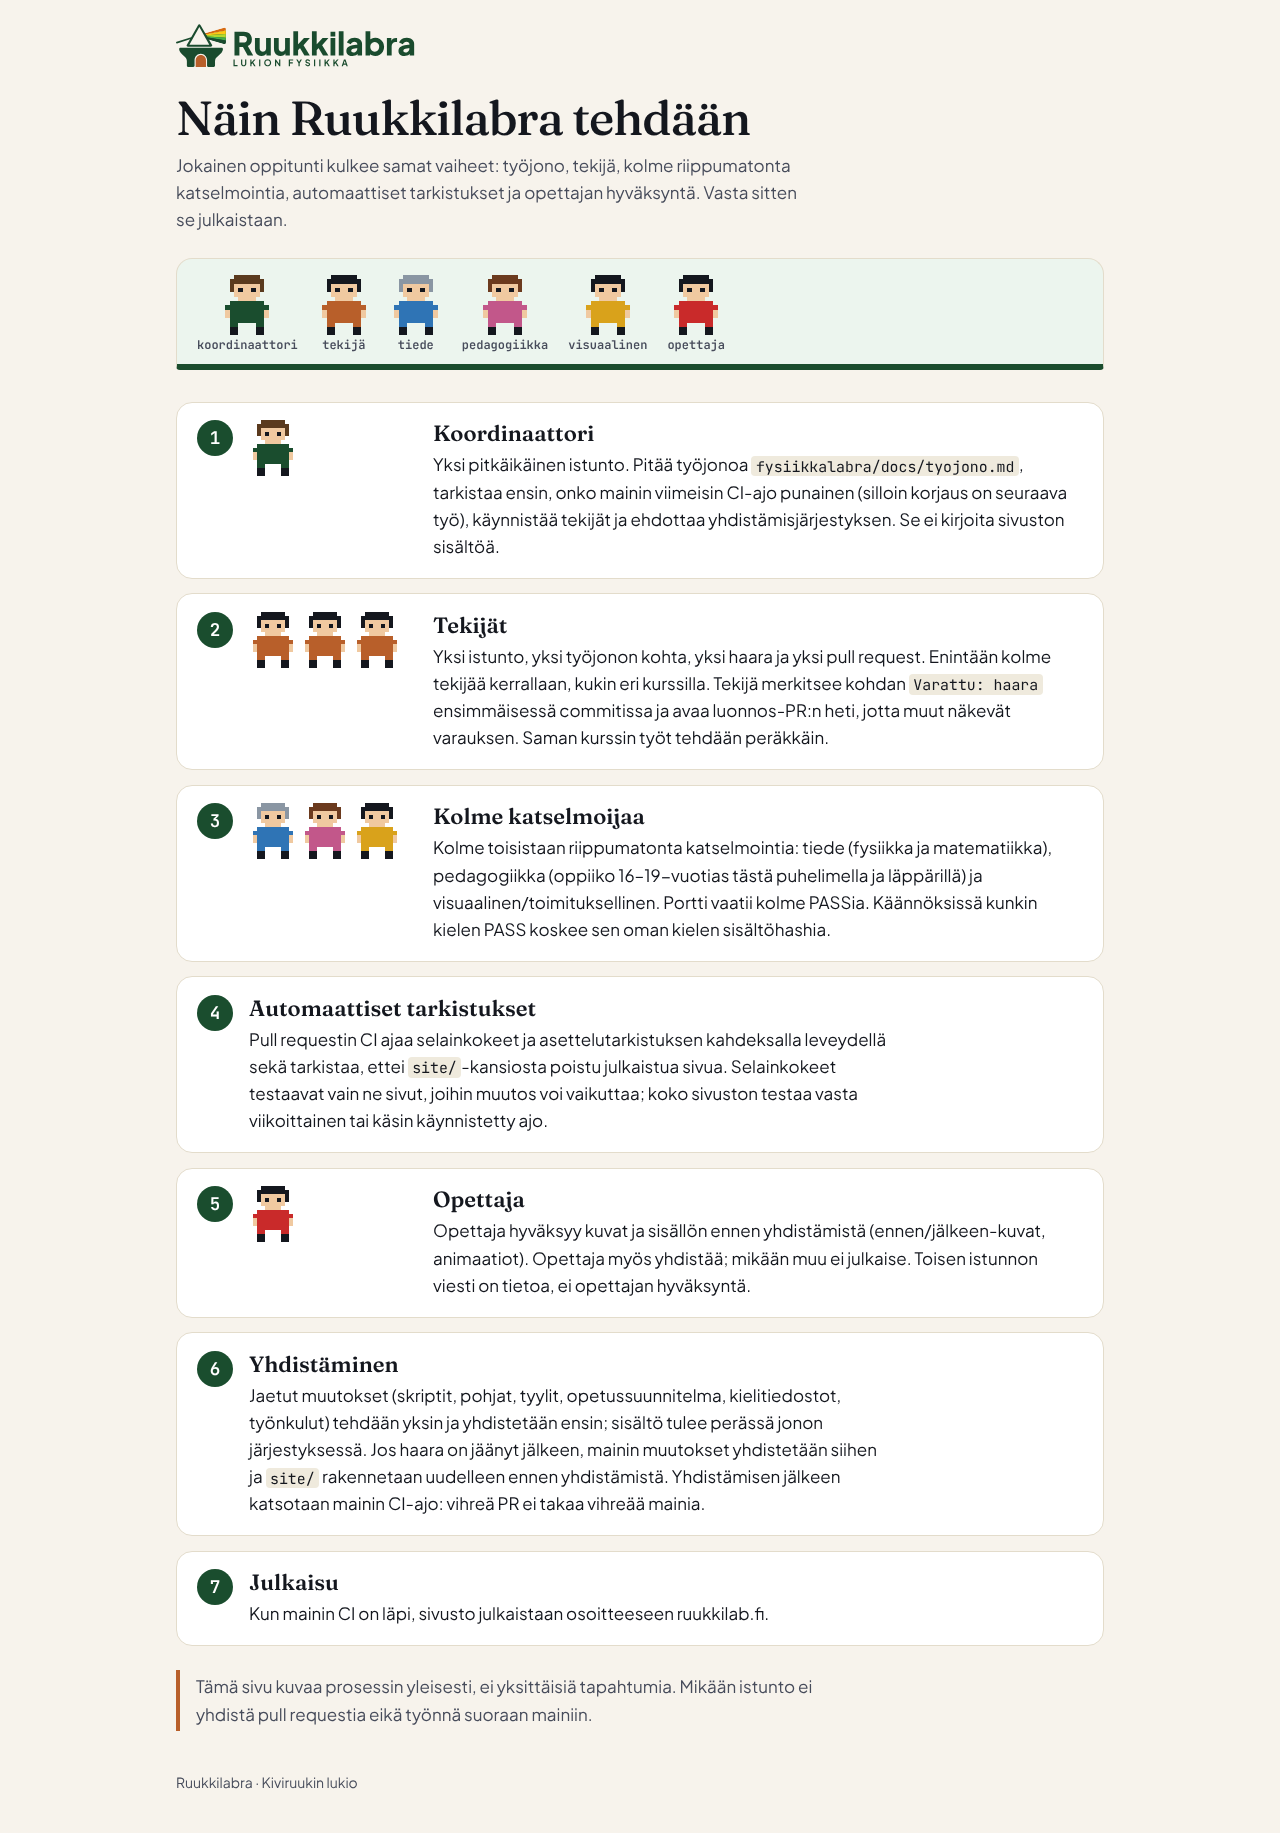 Ruukkilabra
LUKION FYSIIKKA
Näin Ruukkilabra tehdään
Jokainen oppitunti kulkee samat vaiheet: työjono, tekijä, kolme riippumatonta
katselmointia, automaattiset tarkistukset ja opettajan hyväksyntä. Vasta sitten
se julkaistaan.
koordinaattori tekijä tiede pedagogiikka visuaalinen opettaja
1 Koordinaattori
Yksi pitkäikäinen istunto. Pitää työjonoa fysiikkalabra/docs/tyojono.md,
tarkistaa ensin, onko mainin viimeisin CI-ajo punainen (silloin korjaus on seuraava
työ), käynnistää tekijät ja ehdottaa yhdistämisjärjestyksen. Se ei kirjoita sivuston
sisältöä.
2 Tekijät
Yksi istunto, yksi työjonon kohta, yksi haara ja yksi pull request. Enintään kolme
tekijää kerrallaan, kukin eri kurssilla. Tekijä merkitsee kohdan Varattu: haara
ensimmäisessä commitissa ja avaa luonnos-PR:n heti, jotta muut näkevät
varauksen. Saman kurssin työt tehdään peräkkäin.
3 Kolme katselmoijaa
Kolme toisistaan riippumatonta katselmointia: tiede (fysiikka ja matematiikka),
pedagogiikka (oppiiko 16–19-vuotias tästä puhelimella ja läppärillä) ja
visuaalinen/toimituksellinen. Portti vaatii kolme PASSia. Käännöksissä kunkin
kielen PASS koskee sen oman kielen sisältöhashia.
4 Automaattiset tarkistukset
Pull requestin CI ajaa selainkokeet ja asettelutarkistuksen kahdeksalla leveydellä
sekä tarkistaa, ettei site/-kansiosta poistu julkaistua sivua. Selainkokeet
testaavat vain ne sivut, joihin muutos voi vaikuttaa; koko sivuston testaa vasta
viikoittainen tai käsin käynnistetty ajo.
5 Opettaja
Opettaja hyväksyy kuvat ja sisällön ennen yhdistämistä (ennen/jälkeen-kuvat,
animaatiot). Opettaja myös yhdistää; mikään muu ei julkaise. Toisen istunnon
viesti on tietoa, ei opettajan hyväksyntä.
6 Yhdistäminen
Jaetut muutokset (skriptit, pohjat, tyylit, opetussuunnitelma, kielitiedostot,
työnkulut) tehdään yksin ja yhdistetään ensin; sisältö tulee perässä jonon
järjestyksessä. Jos haara on jäänyt jälkeen, mainin muutokset yhdistetään siihen
ja site/ rakennetaan uudelleen ennen yhdistämistä. Yhdistämisen jälkeen
katsotaan mainin CI-ajo: vihreä PR ei takaa vihreää mainia.
7 Julkaisu
Kun mainin CI on läpi, sivusto julkaistaan osoitteeseen ruukkilab.fi.
Tämä sivu kuvaa prosessin yleisesti, ei yksittäisiä tapahtumia. Mikään istunto ei
yhdistä pull requestia eikä työnnä suoraan mainiin.
Ruukkilabra · Kiviruukin lukio